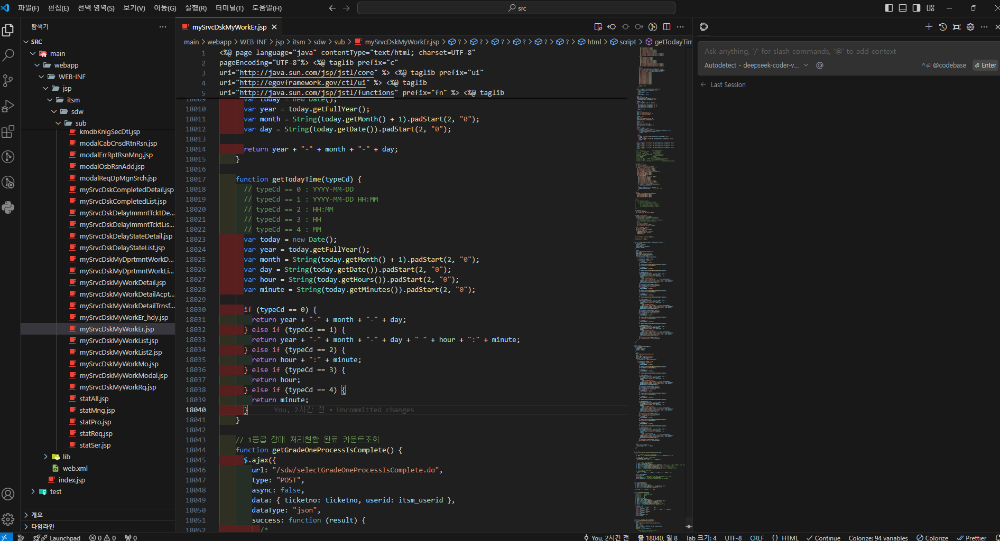 파일(F) 편집(E) 선택 영역(S) 보기(V) 이동(G) 실행(R) 터미널(T) 도움말(H)
src
탐색기
SRC
main
webapp
WEB-INF
jsp
itsm
sdw
sub
kmdbKnlgSecDtl.jsp
modalCabCnsdRtnRsn.jsp
modalErrRptRsnMng.jsp
modalOsbRsnAdd.jsp
modalReqDpMgnSrch.jsp
mySrvcDskCompletedDetail.jsp
mySrvcDskCompletedList.jsp
mySrvcDskDelayImmntTcktDe...
mySrvcDskDelayImmntTcktLis...
mySrvcDskDelayStateDetail.jsp
mySrvcDskDelayStateList.jsp
mySrvcDskMyDprtmntWorkD...
mySrvcDskMyDprtmntWorkLi...
mySrvcDskMyWorkDetail.jsp
mySrvcDskMyWorkDetailAcpt...
mySrvcDskMyWorkDetailTrnsf...
mySrvcDskMyWorkEr_hdy.jsp
mySrvcDskMyWorkEr.jsp
mySrvcDskMyWorkList.jsp
mySrvcDskMyWorkList2.jsp
mySrvcDskMyWorkMo.jsp
mySrvcDskMyWorkModal.jsp
mySrvcDskMyWorkRq.jsp
statAll.jsp
statMng.jsp
statPro.jsp
statReq.jsp
statSer.jsp
lib
web.xml
index.jsp
test
개요
타임라인
mySrvcDskMyWorkEr.jsp
main > webapp > WEB-INF > jsp > itsm > sdw > sub > mySrvcDskMyWorkEr.jsp > ? > ? > ? > ? > ? > ? > html > script > getTodayTim
1 <%@ page language="java" contentType="text/html; charset=UTF-8"
2 pageEncoding="UTF-8"%> <%@ taglib prefix="c"
3 uri="http://java.sun.com/jsp/jstl/core" %> <%@ taglib prefix="ui"
4 uri="http://egovframework.gov/ctl/ui" %> <%@ taglib
5 uri="http://java.sun.com/jsp/jstl/functions" prefix="fn" %> <%@ taglib
18009 var today = new Date();
18010 var year = today.getFullYear();
18011 var month = String(today.getMonth() + 1).padStart(2, "0");
18012 var day = String(today.getDate()).padStart(2, "0");
18013
18014 return year + "-" + month + "-" + day;
18015 }
18016
18017 function getTodayTime(typeCd) {
18018 // typeCd == 0 : YYYY-MM-DD
18019 // typeCd == 1 : YYYY-MM-DD HH:MM
18020 // typeCd == 2 : HH:MM
18021 // typeCd == 3 : HH
18022 // typeCd == 4 : MM
18023 var today = new Date();
18024 var year = today.getFullYear();
18025 var month = String(today.getMonth() + 1).padStart(2, "0");
18026 var day = String(today.getDate()).padStart(2, "0");
18027 var hour = String(today.getHours()).padStart(2, "0");
18028 var minute = String(today.getMinutes()).padStart(2, "0");
18029
18030 if (typeCd == 0) {
18031 return year + "-" + month + "-" + day;
18032 } else if (typeCd == 1) {
18033 return year + "-" + month + "-" + day + " " + hour + ":" + minute;
18034 } else if (typeCd == 2) {
18035 return hour + ":" + minute;
18036 } else if (typeCd == 3) {
18037 return hour;
18038 } else if (typeCd == 4) {
18039 return minute;
18040 } You, 2시간 전 • Uncommitted changes
18041 }
18042
18043 // 1등급 장애 처리현황 완료 카운트조회
18044 function getGradeOneProcessIsComplete() {
18045 $.ajax({
18046 url: "/sdw/selectGradeOneProcessIsComplete.do",
18047 type: "POST",
18048 async: false,
18049 data: { ticketno: ticketno, userid: itsm_userid },
18050 dataType: "json",
18051 success: function (result) {
18052 /*
Ask anything, '/' for slash commands, '@' to add context
Autodetect - deepseek-coder-v... @ ^⏎ @codebase ⏎ Enter
← Last Session
Launchpad 0 0 0
You, 2시간 전 줄 18040, 열 8 Tab 크기: 4 UTF-8 CRLF {} HTML Continue Colorize: 94 variables Colorize Prettier